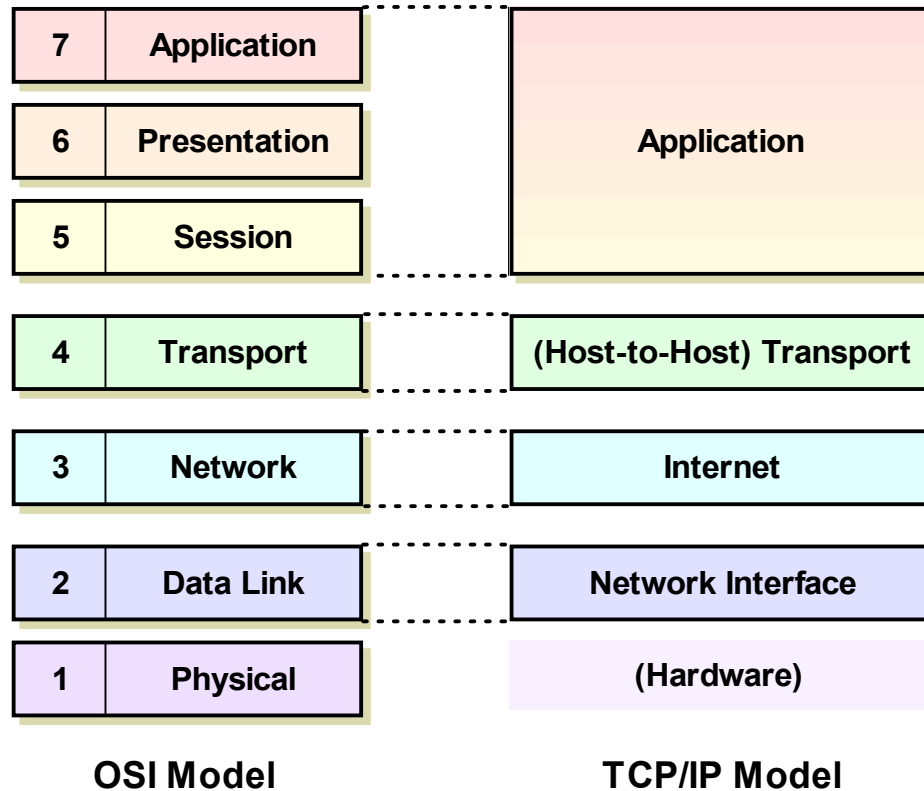 7 Application
6 Presentation
Application
5 Session
4 Transport
(Host-to-Host) Transport
3 Network
Internet
2 Data Link
Network Interface
1 Physical
(Hardware)
OSI Model
TCP/IP Model